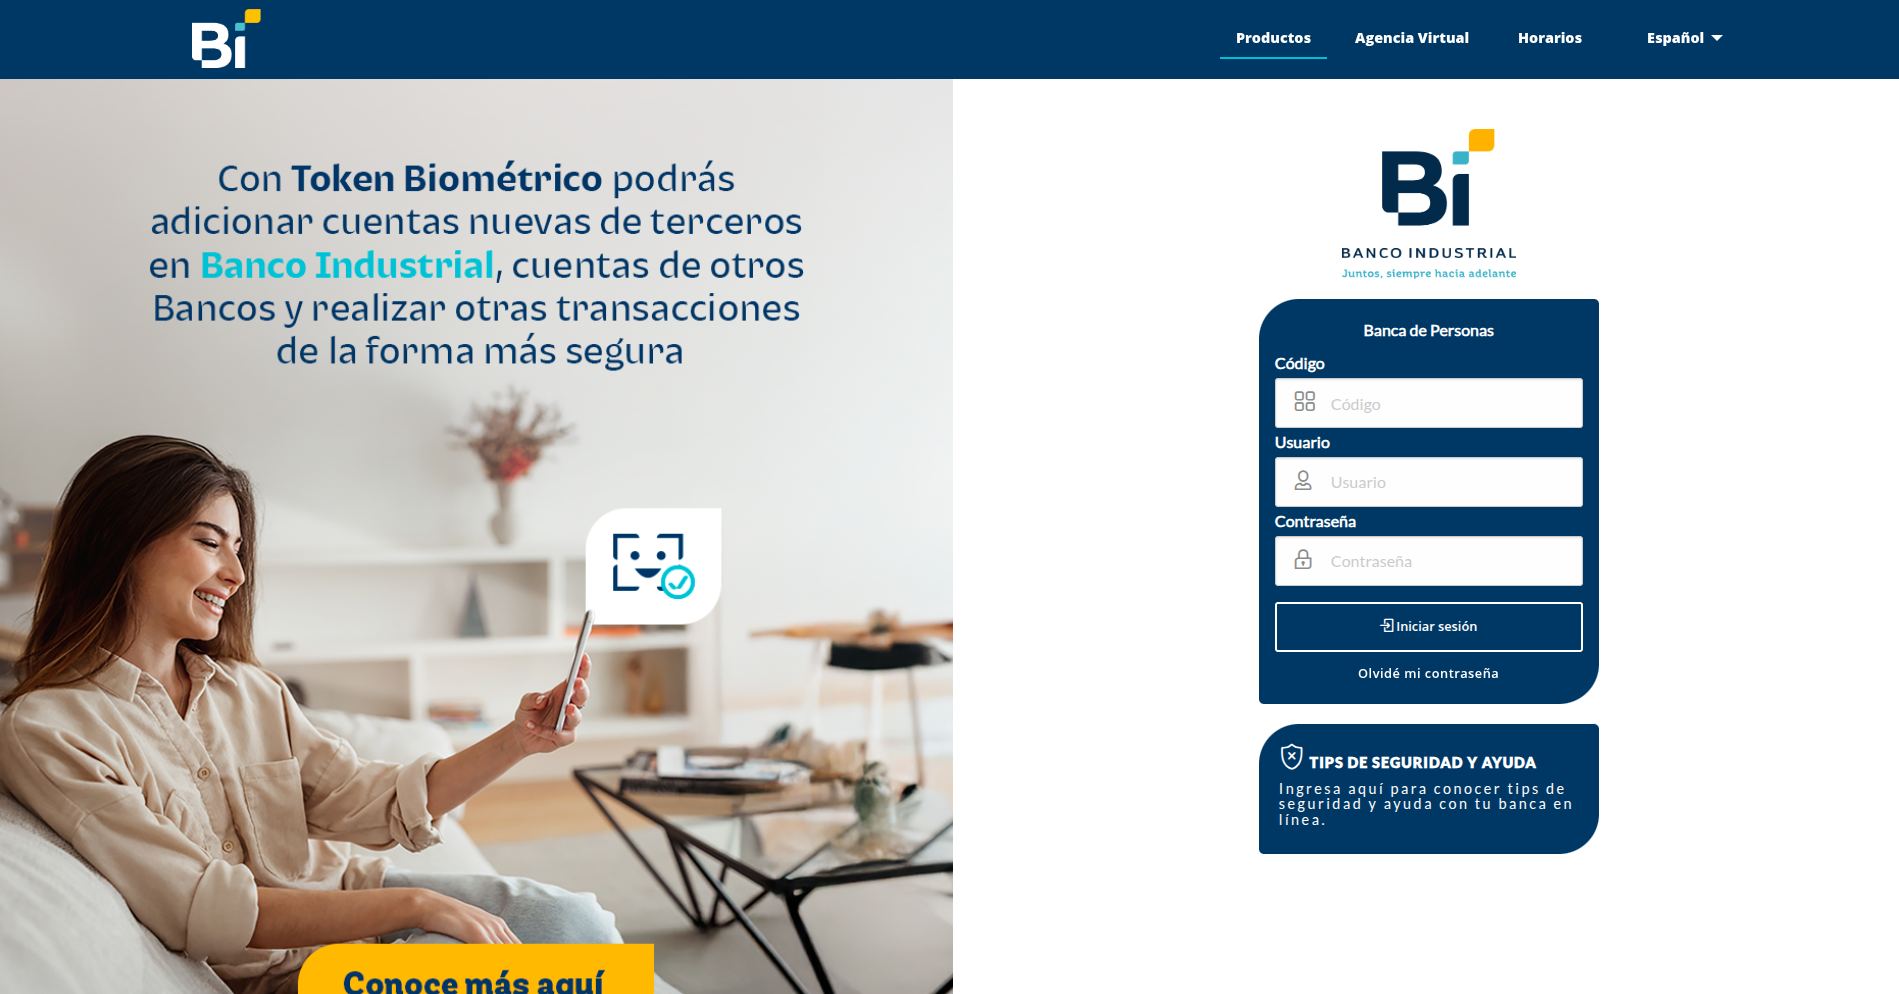 Bi
Productos
Agencia Virtual
Horarios
Español
Con Token Biométrico podrás
adicionar cuentas nuevas de terceros
en Banco Industrial, cuentas de otros
Bancos y realizar otras transacciones
de la forma más segura
Conoce más aquí
Bi
BANCO INDUSTRIAL
Juntos, siempre hacia adelante
Banca de Personas
Código
Código
Usuario
Usuario
Contraseña
Contraseña
Iniciar sesión
Olvidé mi contraseña
TIPS DE SEGURIDAD Y AYUDA
Ingresa aquí para conocer tips de
seguridad y ayuda con tu banca en
línea.